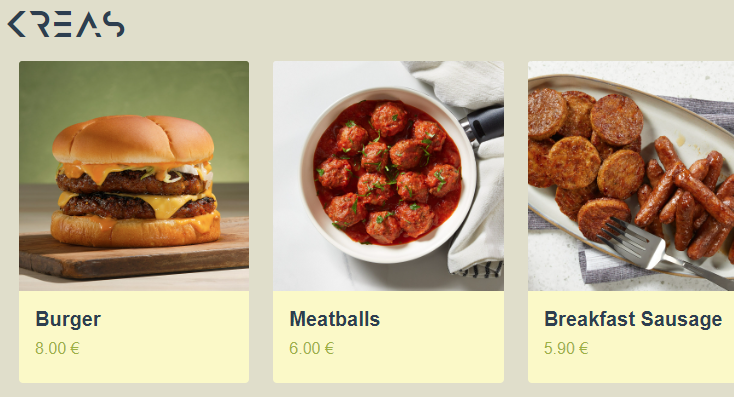 KREAS
Burger
8.00 €
Meatballs
6.00 €
Breakfast Sausage
5.90 €